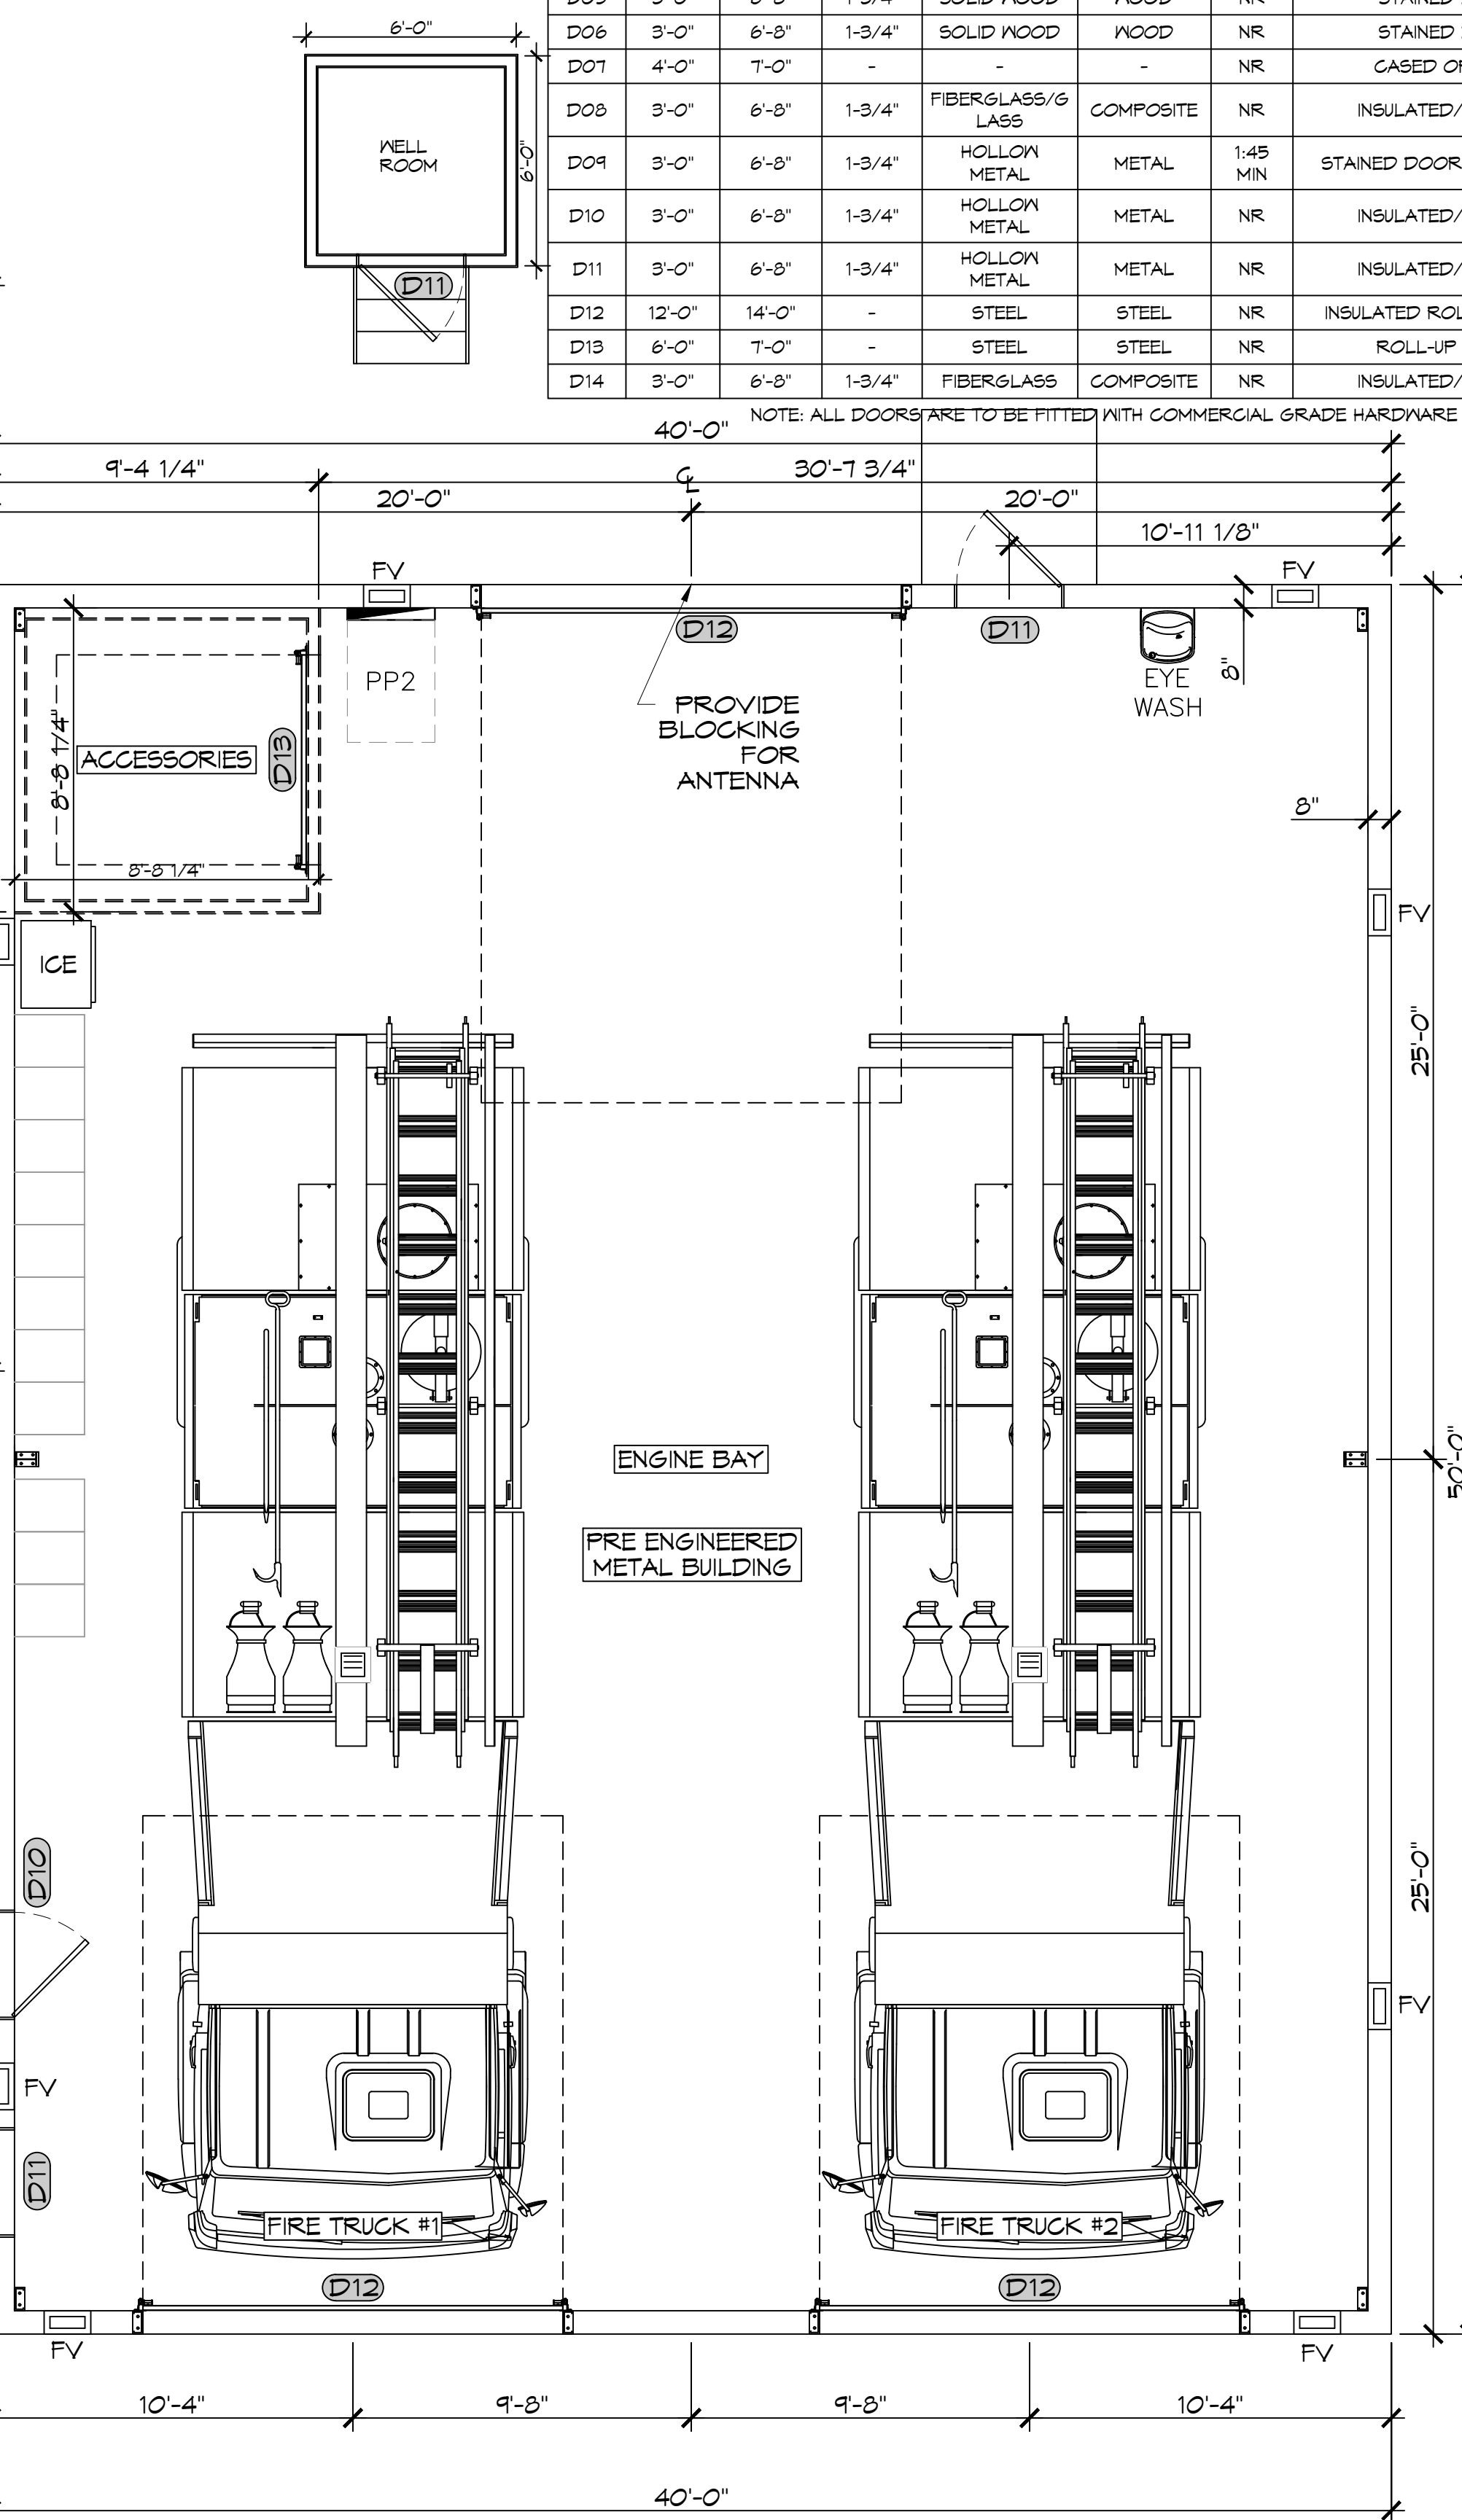 6'-0"
WELL
ROOM
6'-0"
D11
D06 3'-0" 6'-8" 1-3/4" SOLID WOOD WOOD NR STAINED
D07 4'-0" 7'-0" - - - NR CASED
D08 3'-0" 6'-8" 1-3/4" FIBERGLASS/G LASS COMPOSITE NR INSULATED/
D09 3'-0" 6'-8" 1-3/4" HOLLOW METAL METAL 1:45 MIN STAINED DOOR
D10 3'-0" 6'-8" 1-3/4" HOLLOW METAL METAL NR INSULATED/
D11 3'-0" 6'-8" 1-3/4" HOLLOW METAL METAL NR INSULATED/
D12 12'-0" 14'-0" - STEEL STEEL NR INSULATED
D13 6'-0" 7'-0" - STEEL STEEL NR ROLL-UP
D14 3'-0" 6'-8" 1-3/4" FIBERGLASS COMPOSITE NR INSULATED/
NOTE: ALL DOORS ARE TO BE FITTED WITH COMMERCIAL GRADE HARDWARE
40'-0"
9'-4 1/4" 30'-7 3/4"
20'-0" 20'-0"
10'-11 1/8"
FV FV
D12 D11
PP2
EYE
WASH
8"
PROVIDE
BLOCKING
FOR
ANTENNA
ACCESSORIES
D13
8'-8 1/4"
8'-8 1/4"
8"
FV
ICE
25'-0"
ENGINE BAY
50'-0"
PRE ENGINEERED
METAL BUILDING
D10
25'-0"
FV
FV
D11
FIRE TRUCK #1 FIRE TRUCK #2
D12 D12
FV FV
10'-4" 9'-8" 9'-8" 10'-4"
40'-0"